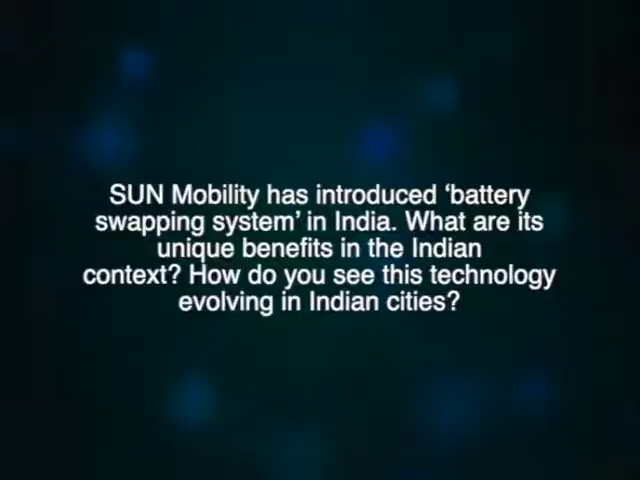 SUN Mobility has introduced ‘battery
swapping system’ in India. What are its
unique benefits in the Indian
context? How do you see this technology
evolving in Indian cities?